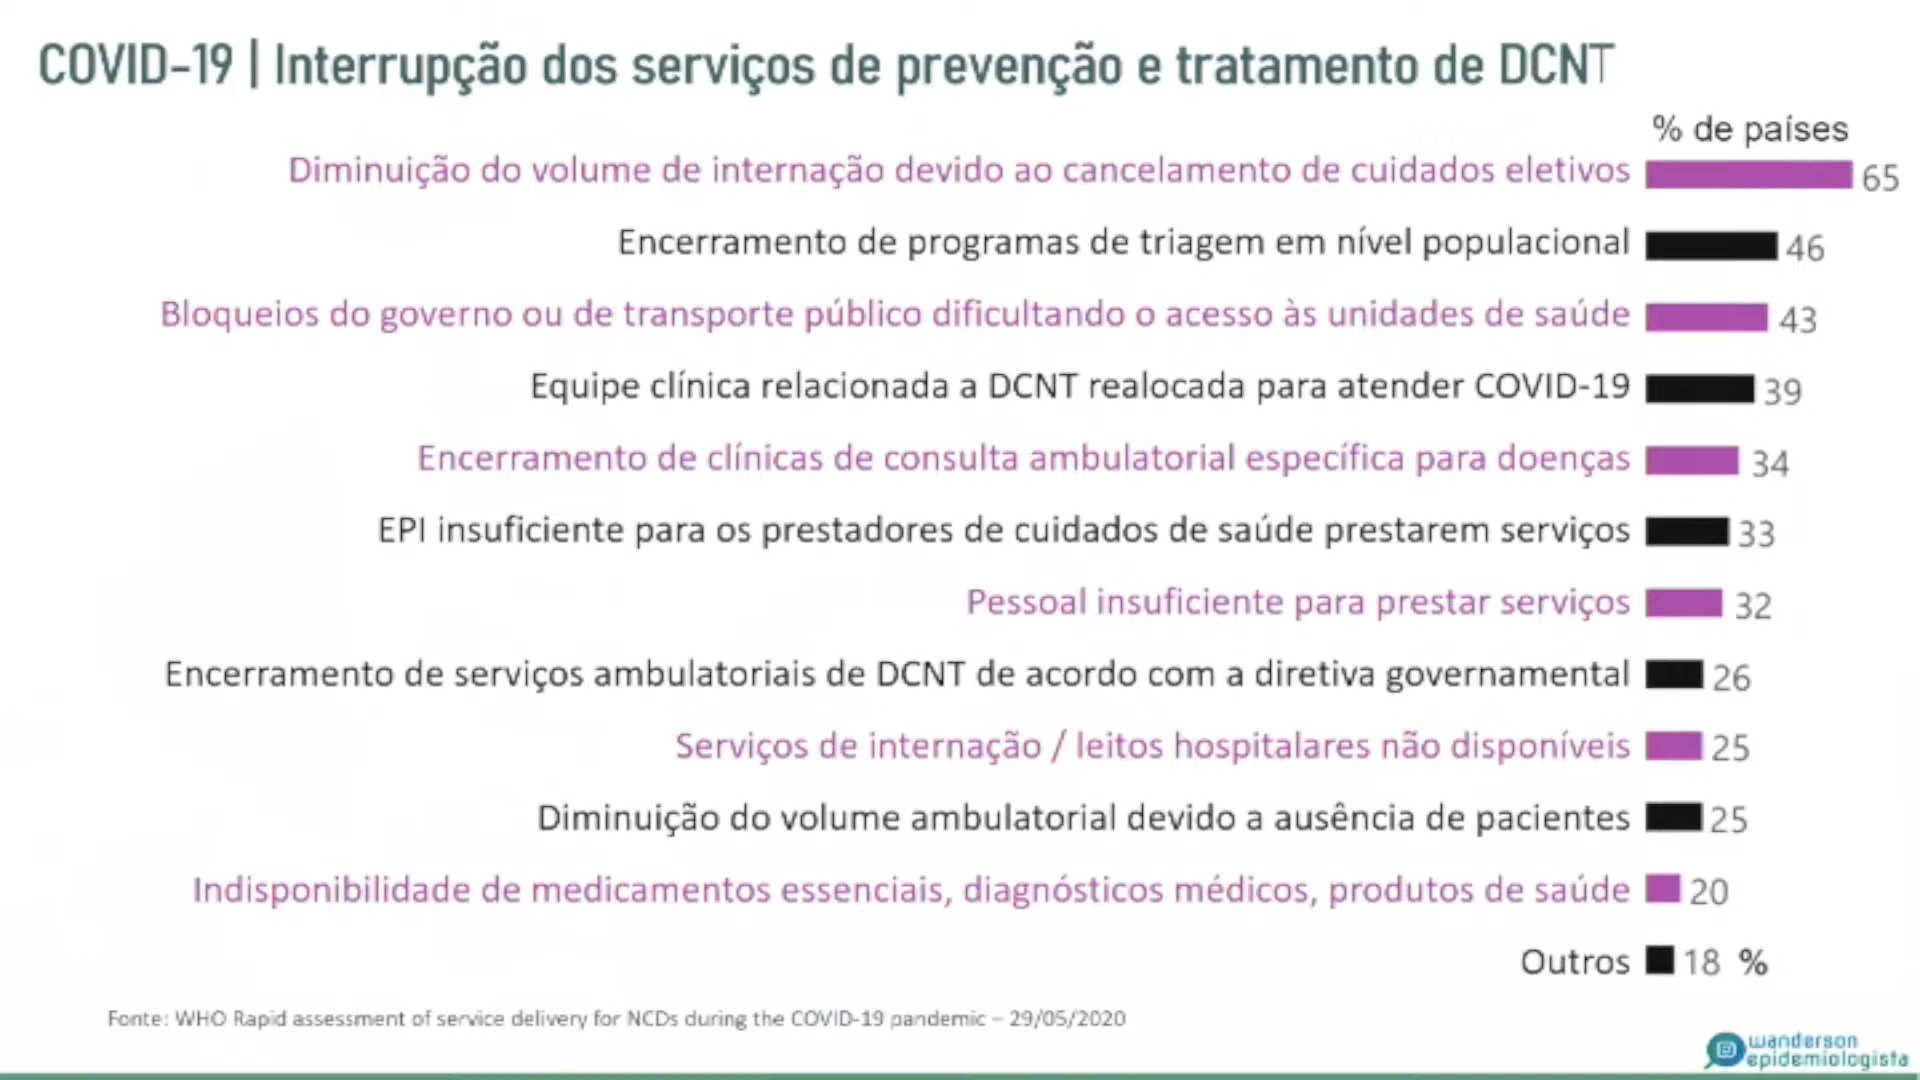 COVID-19 | Interrupção dos serviços de prevenção e tratamento de DCNT
% de países
Diminuição do volume de internação devido ao cancelamento de cuidados eletivos 65
Encerramento de programas de triagem em nível populacional 46
Bloqueios do governo ou de transporte público dificultando o acesso às unidades de saúde 43
Equipe clínica relacionada a DCNT realocada para atender COVID-19 39
Encerramento de clínicas de consulta ambulatorial específica para doenças 34
EPI insuficiente para os prestadores de cuidados de saúde prestarem serviços 33
Pessoal insuficiente para prestar serviços 32
Encerramento de serviços ambulatoriais de DCNT de acordo com a diretiva governamental 26
Serviços de internação / leitos hospitalares não disponíveis 25
Diminuição do volume ambulatorial devido a ausência de pacientes 25
Indisponibilidade de medicamentos essenciais, diagnósticos médicos, produtos de saúde 20
Outros 18 %
Fonte: WHO Rapid assessment of service delivery for NCDs during the COVID-19 pandemic – 29/05/2020
wanderson
epidemiologista